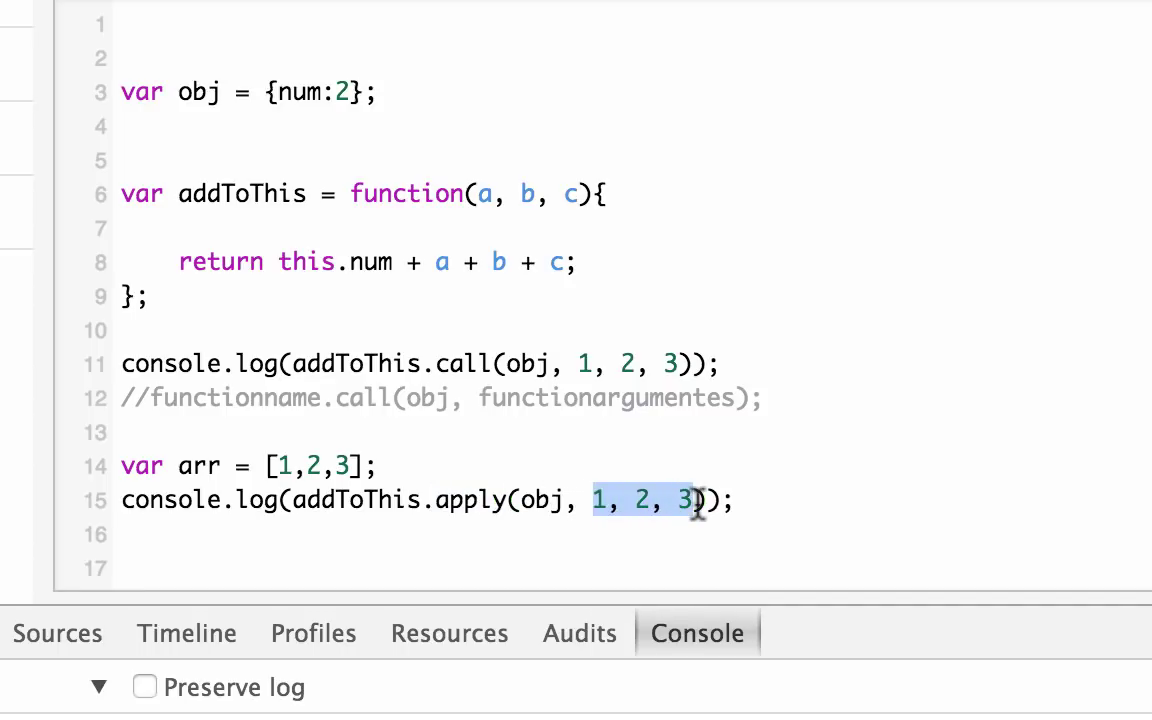 1
2
3 var obj = {num:2};
4
5
6 var addToThis = function(a, b, c){
7
8 return this.num + a + b + c;
9 };
10
11 console.log(addToThis.call(obj, 1, 2, 3));
12 //functionname.call(obj, functionargumentes);
13
14 var arr = [1,2,3];
15 console.log(addToThis.apply(obj, 1, 2, 3));
16
17
Sources Timeline Profiles Resources Audits Console
▼ Preserve log